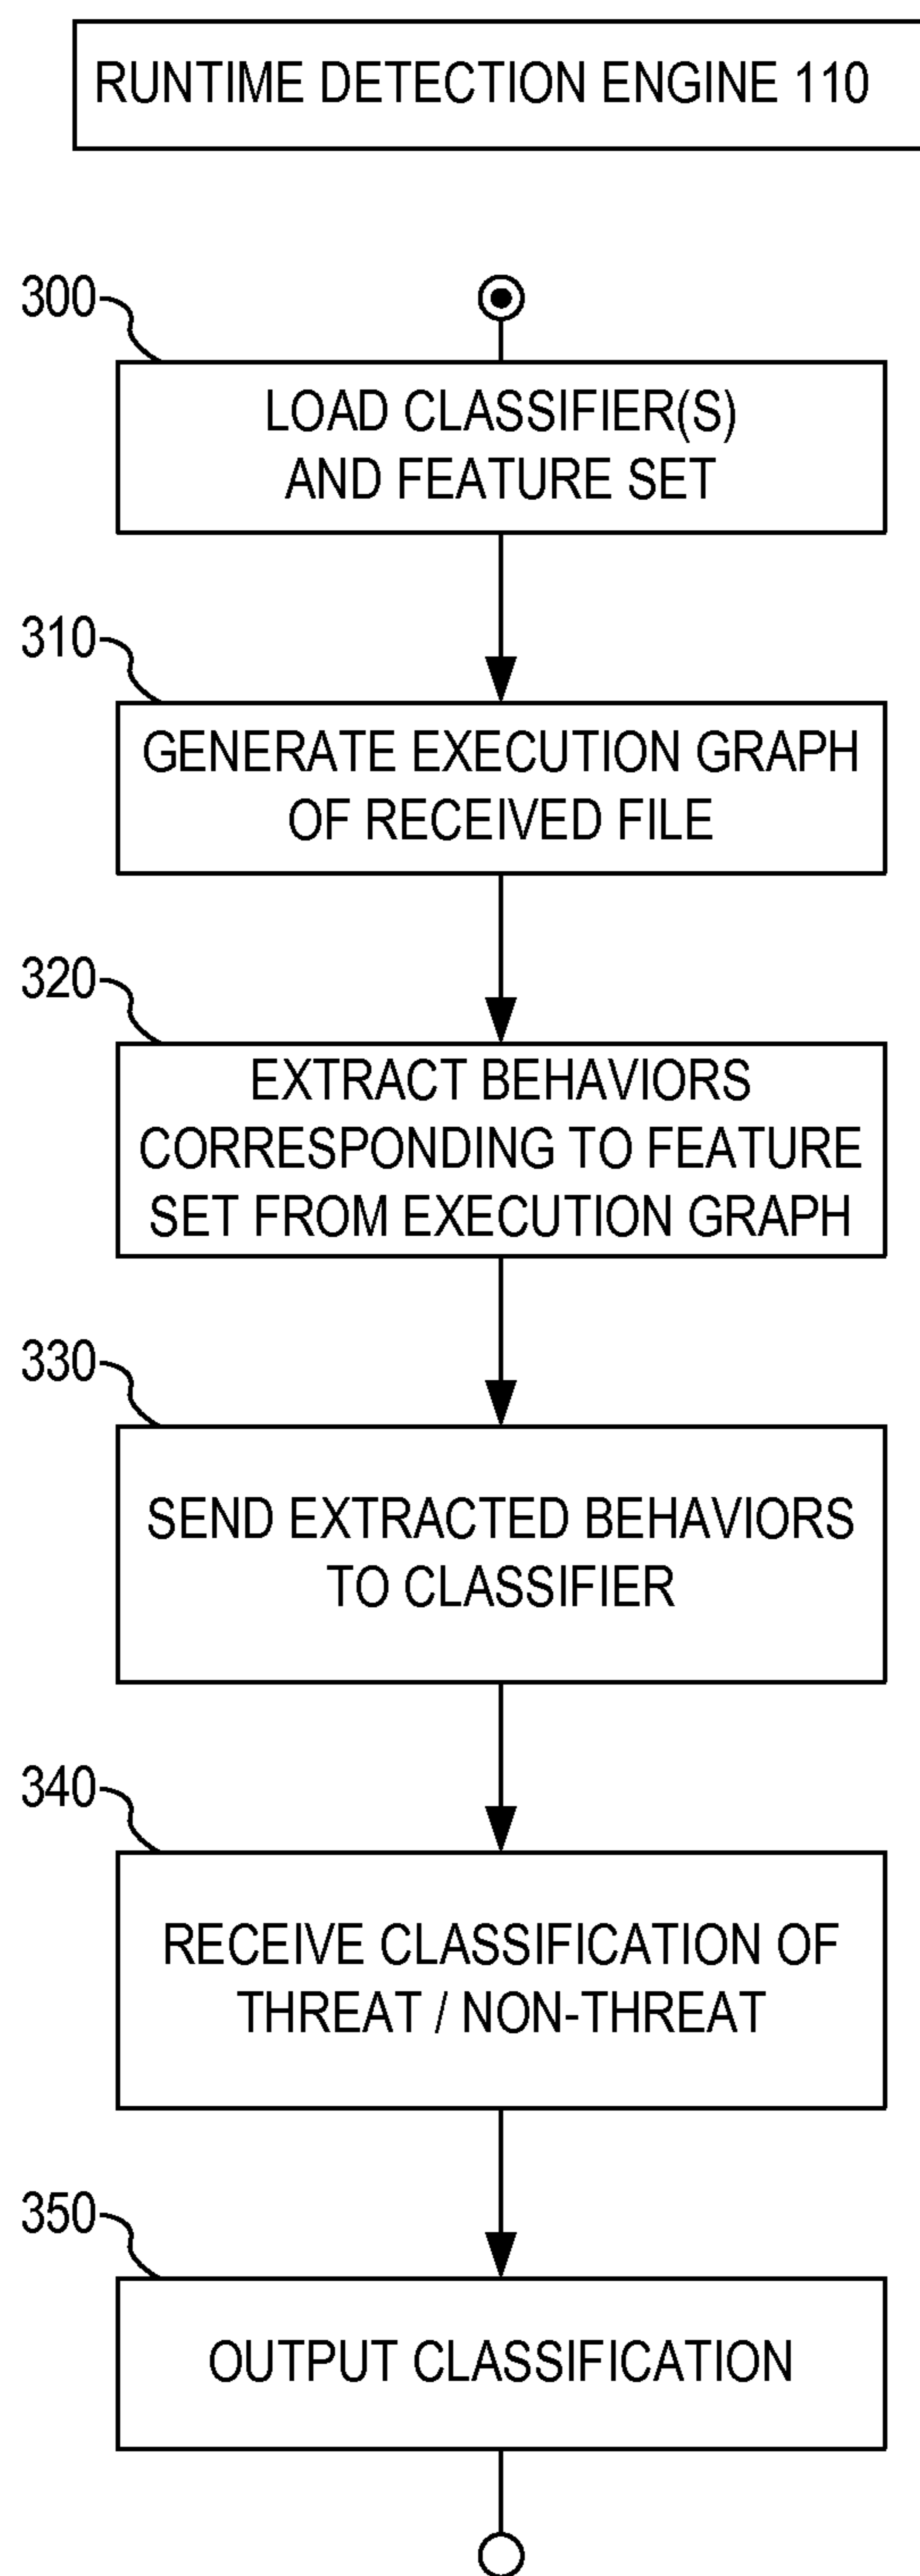 RUNTIME DETECTION ENGINE 110
300
LOAD CLASSIFIER(S)
AND FEATURE SET
310
GENERATE EXECUTION GRAPH
OF RECEIVED FILE
320
EXTRACT BEHAVIORS
CORRESPONDING TO FEATURE
SET FROM EXECUTION GRAPH
330
SEND EXTRACTED BEHAVIORS
TO CLASSIFIER
340
RECEIVE CLASSIFICATION OF
THREAT / NON-THREAT
350
OUTPUT CLASSIFICATION